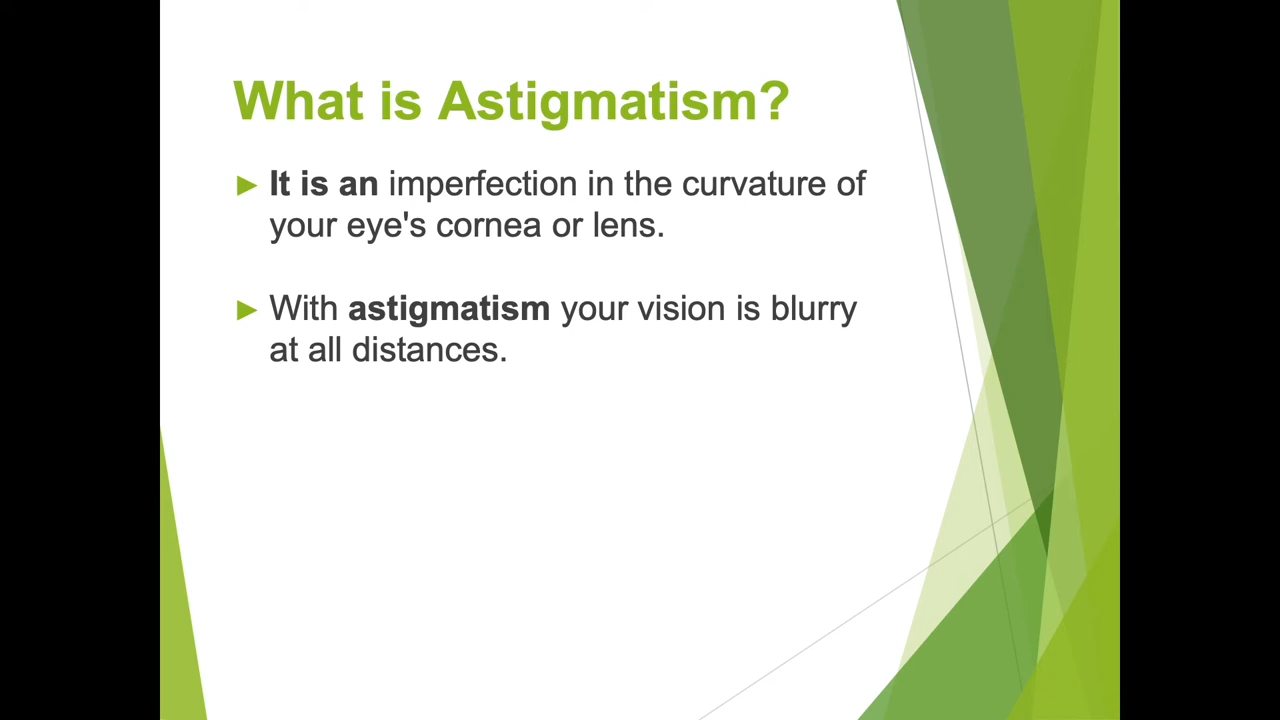 What is Astigmatism?
It is an imperfection in the curvature of
your eye's cornea or lens.
With astigmatism your vision is blurry
at all distances.